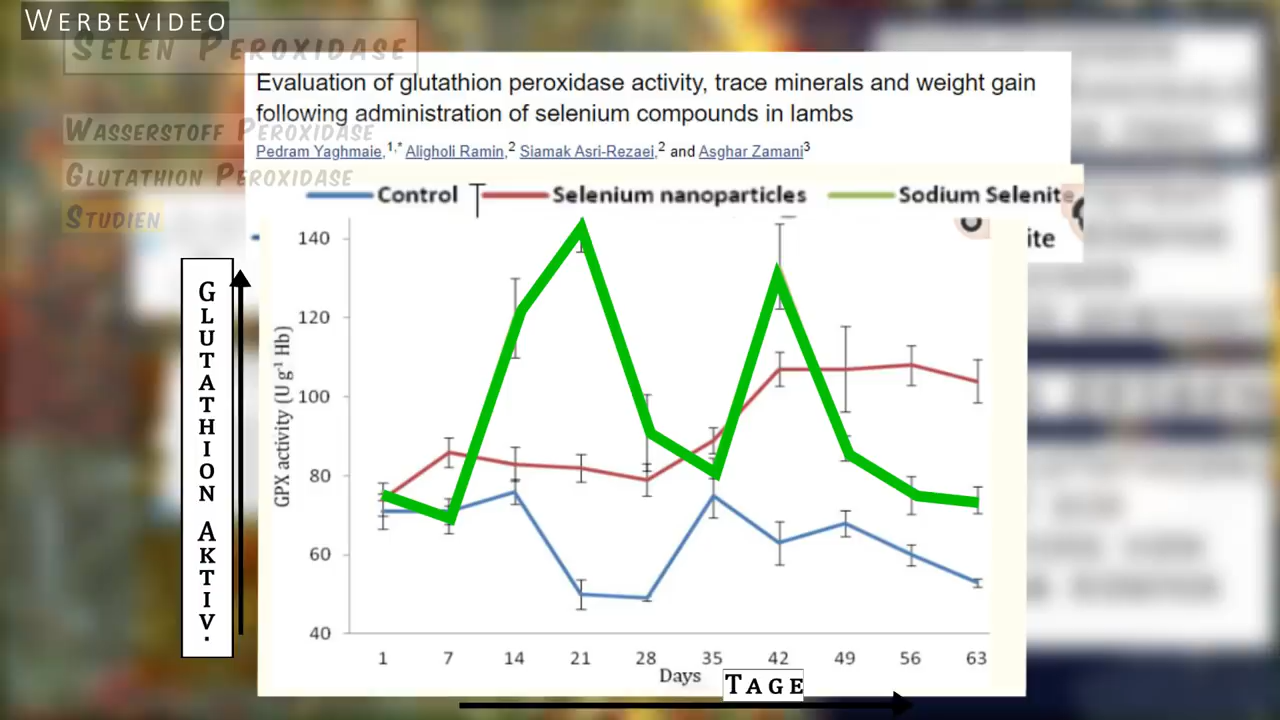 Werbevideo
Selen Peroxidase
Wasserstoff Peroxidase
Glutathion Peroxidase
Studien
Evaluation of glutathion peroxidase activity, trace minerals and weight gain
following administration of selenium compounds in lambs
Pedram Yaghmaie,1,* Aligholi Ramin,2 Siamak Asri-Rezaei,2 and Asghar Zamani3
Control Selenium nanoparticles Sodium Selenite
ite
Glutathion Aktiv.
GPX activity (U g-1 Hb)
140
120
100
80
60
40
1 7 14 21 28 35 42 49 56 63
Days
Tage